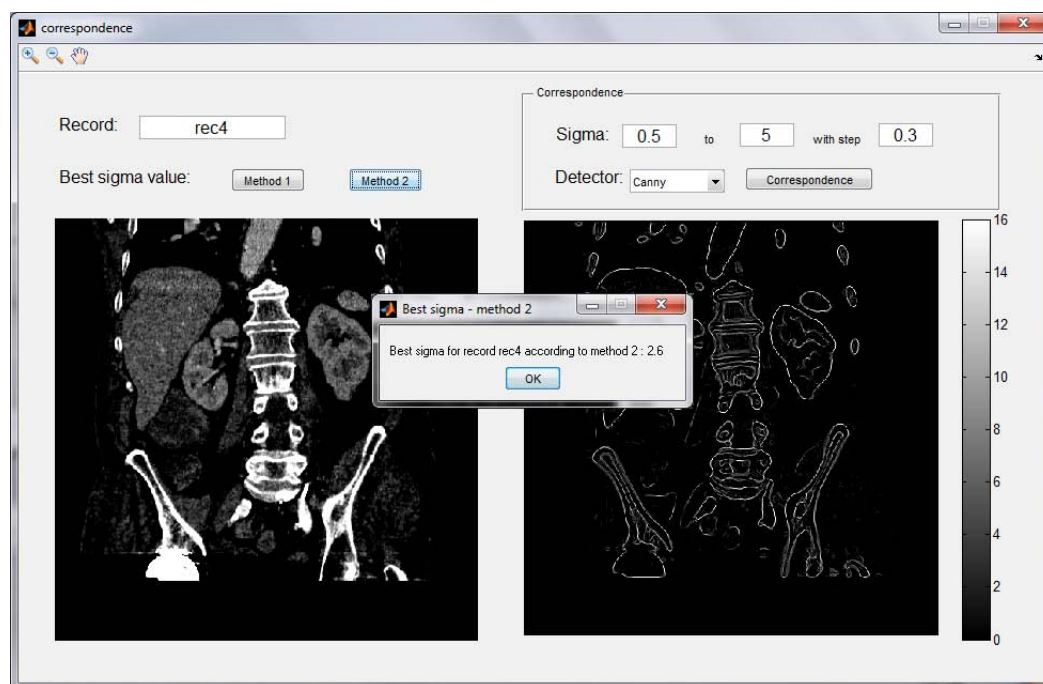 correspondence
Correspondence
Record: rec4
Sigma: 0.5 to 5 with step 0.3
Best sigma value: Method 1 Method 2
Detector: Canny Correspondence
16
14
12
10
8
6
4
2
0
Best sigma - method 2
Best sigma for record rec4 according to method 2 : 2.6
OK